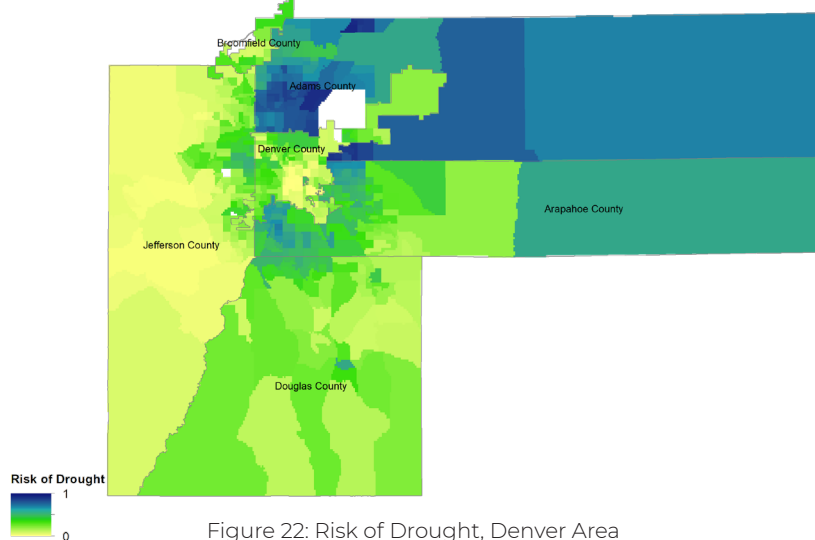 Broomfield County
Adams County
Denver County
Arapahoe County
Jefferson County
Douglas County
Risk of Drought
1
0
Figure 22: Risk of Drought, Denver Area